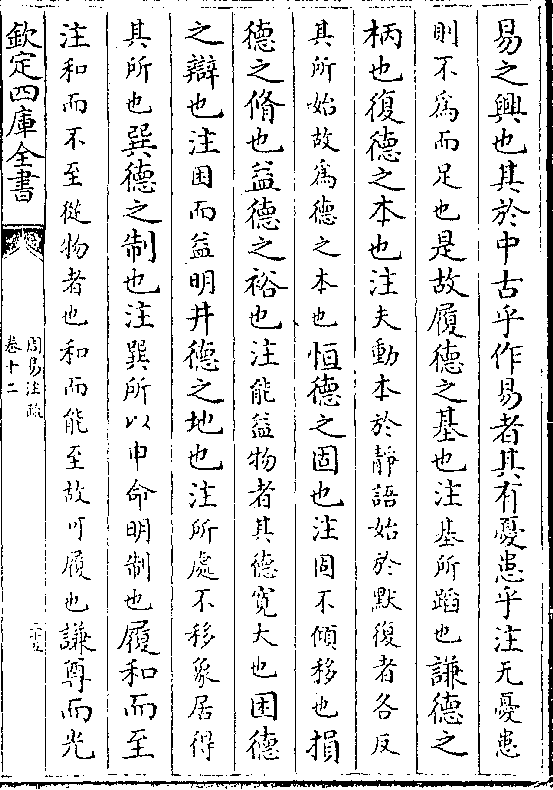 易之興也其於中古乎作易者其有憂患乎注无憂患
則不爲而足也是故履德之基也注基所蹈也謙德之
柄也復德之本也注夫動本於靜語始於默復者各反
其所始故爲德之本也恒德之固也注固不傾移也損
德之脩也益德之裕也注能益物者其德寛大也困德
之辯也注困而益明井德之地也注所處不移象居得
其所也巽德之制也注巽所以申命明制也履和而至
注和而不至從物者也和而能至故可履也謙尊而光
欽定四庫全書
周易注疏
卷十二